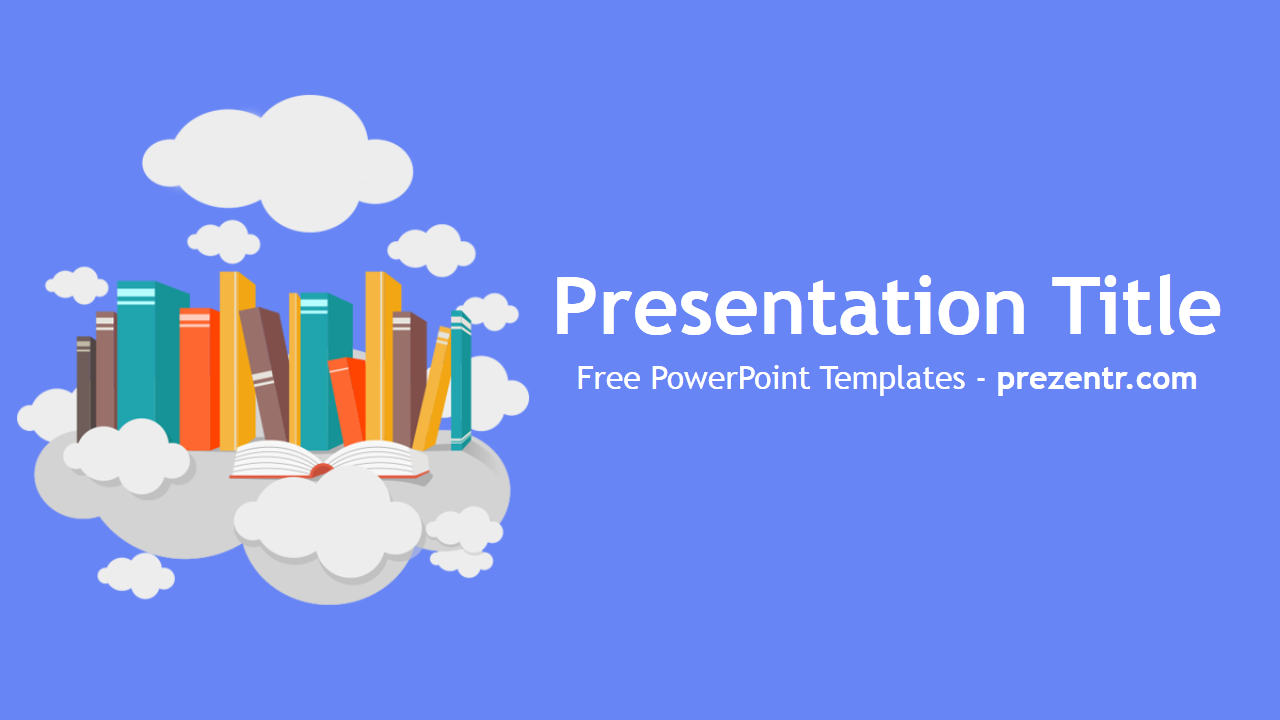 Presentation Title
Free PowerPoint Templates - prezentr.com